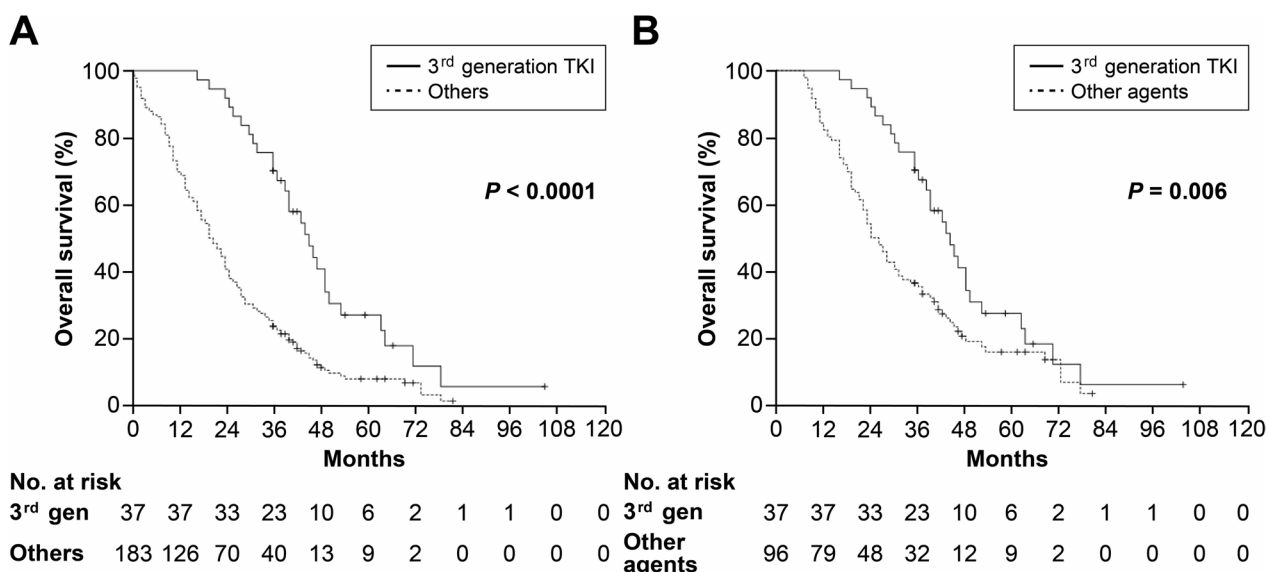 A
3rd generation TKI
Others
Overall survival (%)
100
80
60
40
20
0
P < 0.0001
0 12 24 36 48 60 72 84 96 108 120
Months
No. at risk
3rd gen 37 37 33 23 10 6 2 1 1 0 0
Others 183 126 70 40 13 9 2 0 0 0 0
B
3rd generation TKI
Other agents
Overall survival (%)
100
80
60
40
20
0
P = 0.006
0 12 24 36 48 60 72 84 96 108 120
Months
No. at risk
3rd gen 37 37 33 23 10 6 2 1 1 0 0
Other
agents 96 79 48 32 12 9 2 0 0 0 0